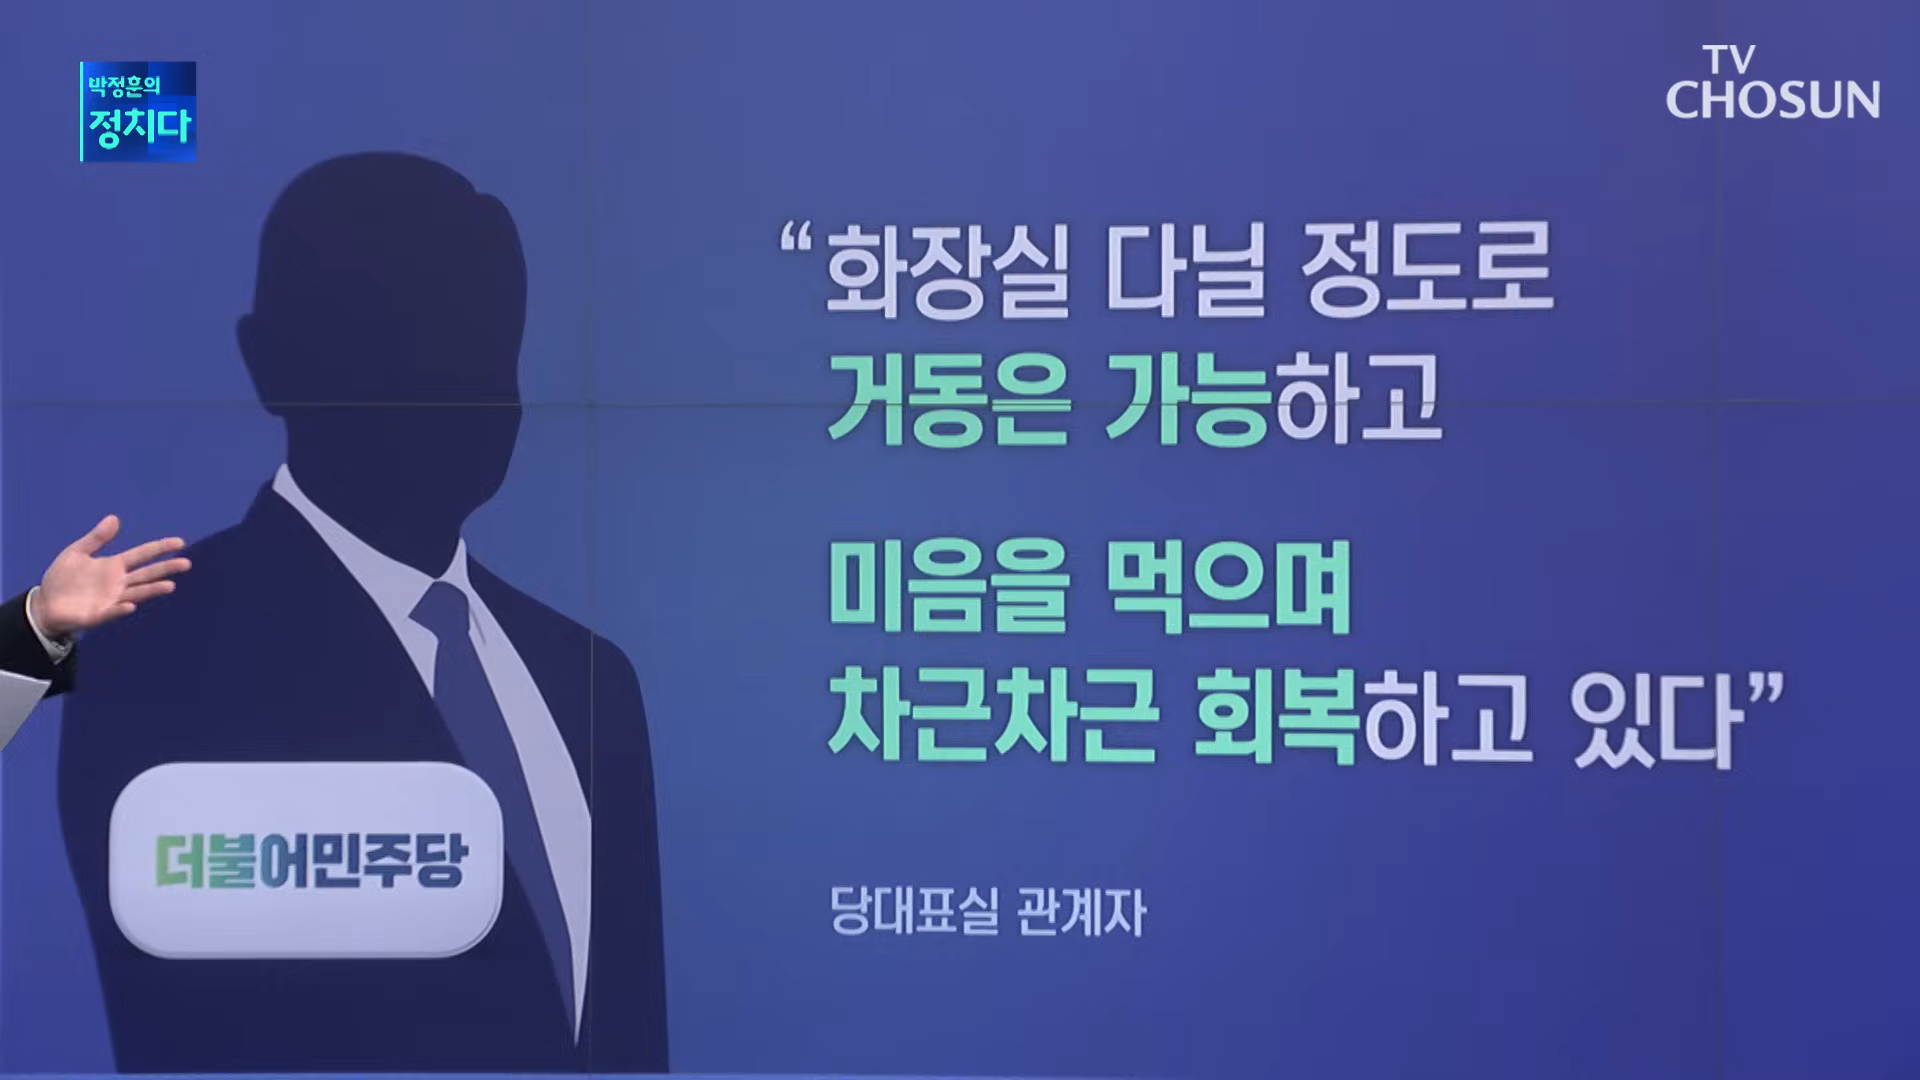 박정훈의
정치다
TV
CHOSUN
“화장실 다닐 정도로
거동은 가능하고
미음을 먹으며
차근차근 회복하고 있다”
더불어민주당
당대표실 관계자